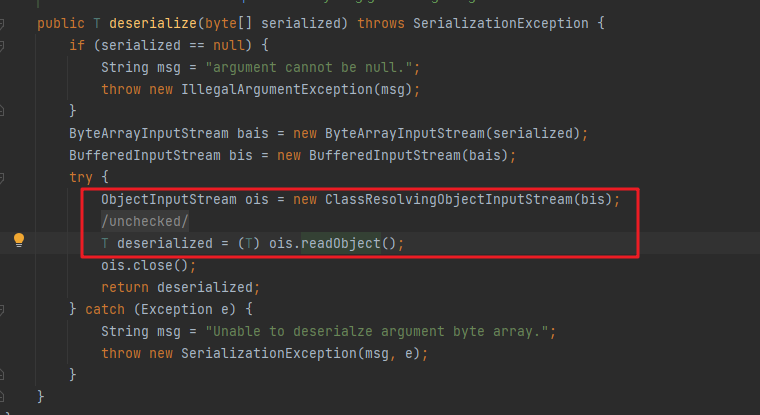 public T deserialize(byte[] serialized) throws SerializationException {
if (serialized == null) {
String msg = "argument cannot be null.";
throw new IllegalArgumentException(msg);
}
ByteArrayInputStream bais = new ByteArrayInputStream(serialized);
BufferedInputStream bis = new BufferedInputStream(bais);
try {
ObjectInputStream ois = new ClassResolvingObjectInputStream(bis);
/unchecked/
T deserialized = (T) ois.readObject();
ois.close();
return deserialized;
} catch (Exception e) {
String msg = "Unable to deserialze argument byte array.";
throw new SerializationException(msg, e);
}
}